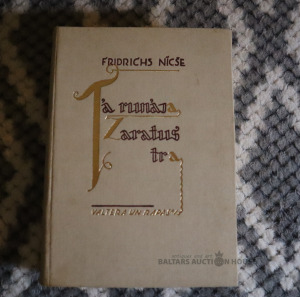 FRIDRICHS NĪCŠE
Tā runāja
Zaratuš
tra
VALTERA UN RAPAS
BALTARS AUCTION HOUSE